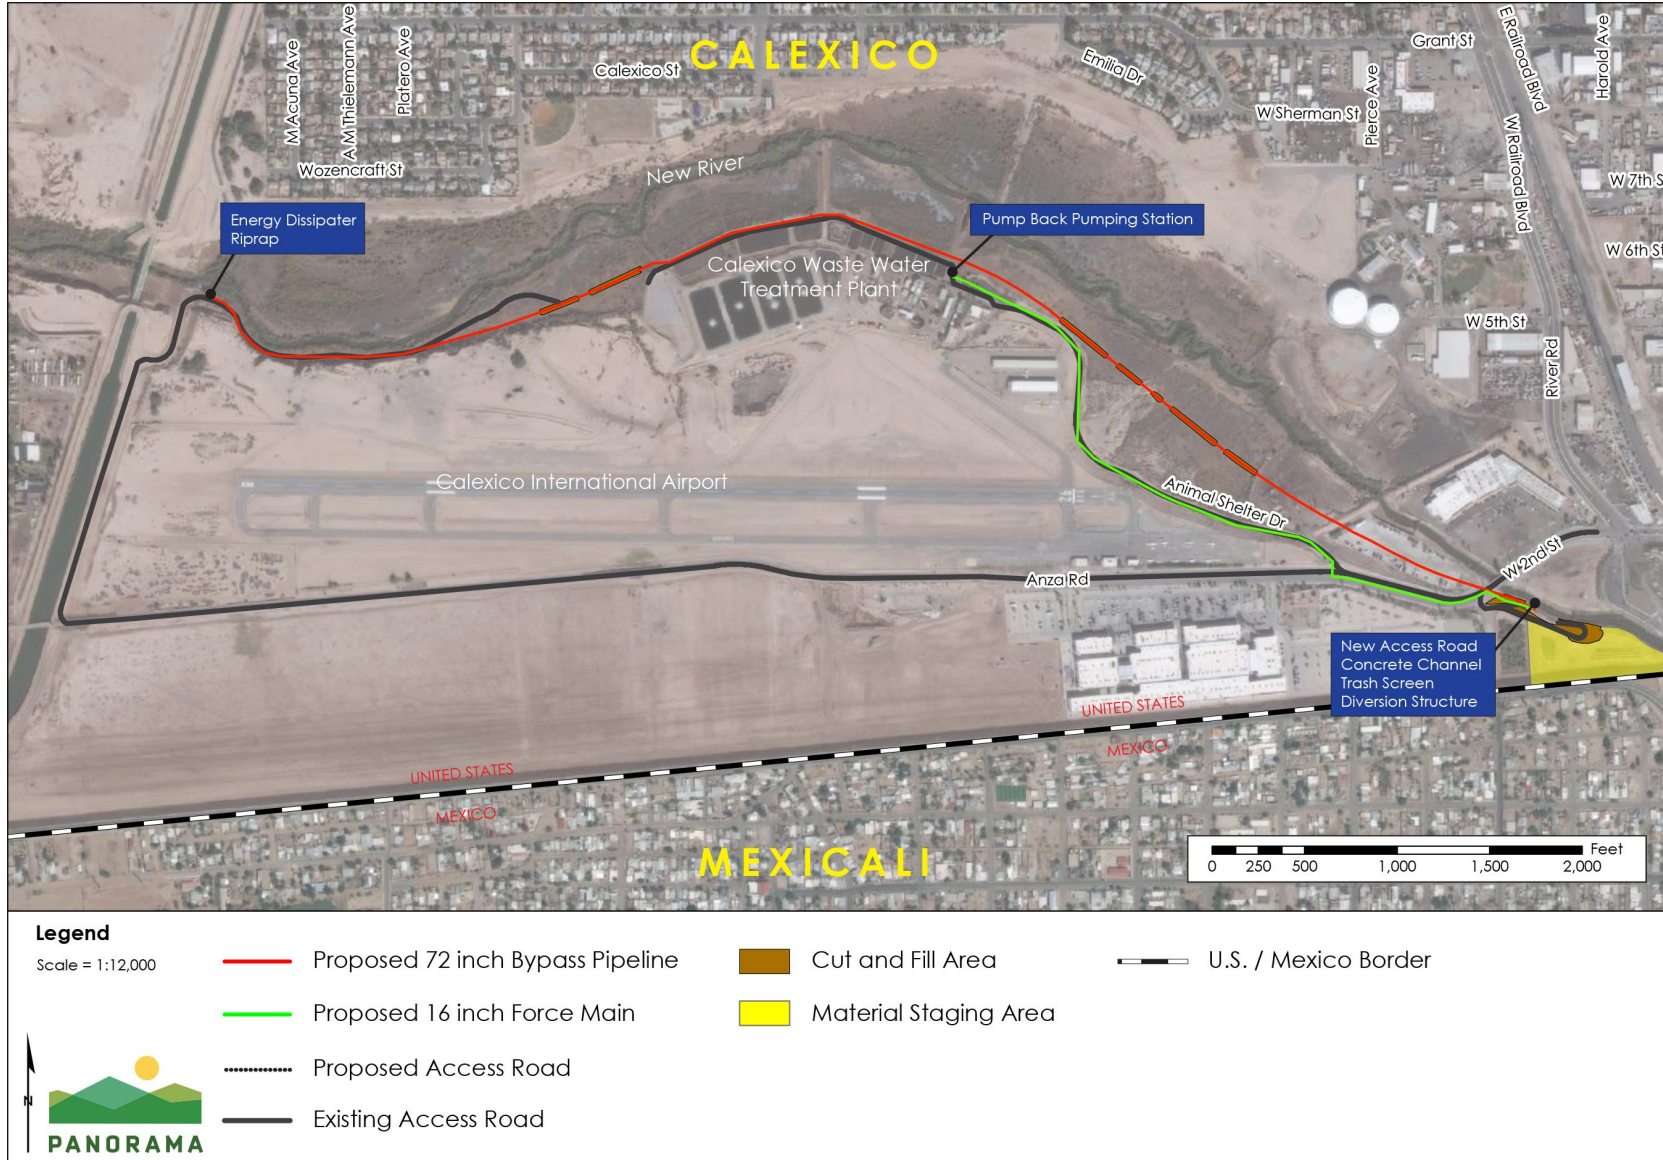 CALEXICO
Grant St
E Railroad Blvd
Harold Ave
M Acuna Ave
A M Thielemann Ave
Platero Ave
Calexico St
Emilia Dr
Pierce Ave
W Sherman St
W Railroad Blvd
Wozencraft St
New River
W 7th S
Energy Dissipater
Riprap
Pump Back Pumping Station
W 6th St
Calexico Waste Water
Treatment Plant
W 5th St
River Rd
Calexico International Airport
Animal Shelter Dr
W 2nd St
Anza Rd
New Access Road
Concrete Channel
Trash Screen
Diversion Structure
UNITED STATES
MEXICO
UNITED STATES
MEXICO
MEXICALI
Feet
0 250 500 1,000 1,500 2,000
Legend
Scale = 1:12,000
Proposed 72 inch Bypass Pipeline
Cut and Fill Area
U.S. / Mexico Border
Proposed 16 inch Force Main
Material Staging Area
Proposed Access Road
Existing Access Road
N
PANORAMA